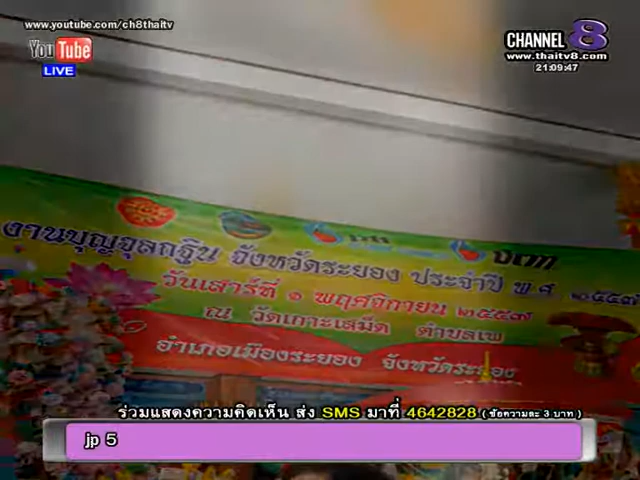 www.youtube.com/ch8thaitv
YouTube
LIVE
CHANNEL 8
www.thaitv8.com
21:09:47
งานบุญจุลกฐิน จังหวัดระยอง ประจำปี พ.ศ. ๒๕๕๗
วันเสาร์ที่ ๑ พฤศจิกายน ๒๕๕๗
ณ วัดเกาะเสม็ด ตำบลเพ
อำเภอเมืองระยอง จังหวัดระยอง
ร่วมแสดงความคิดเห็น ส่ง SMS มาที่ 4642828 (ข้อความละ 3 บาท)
jp 5